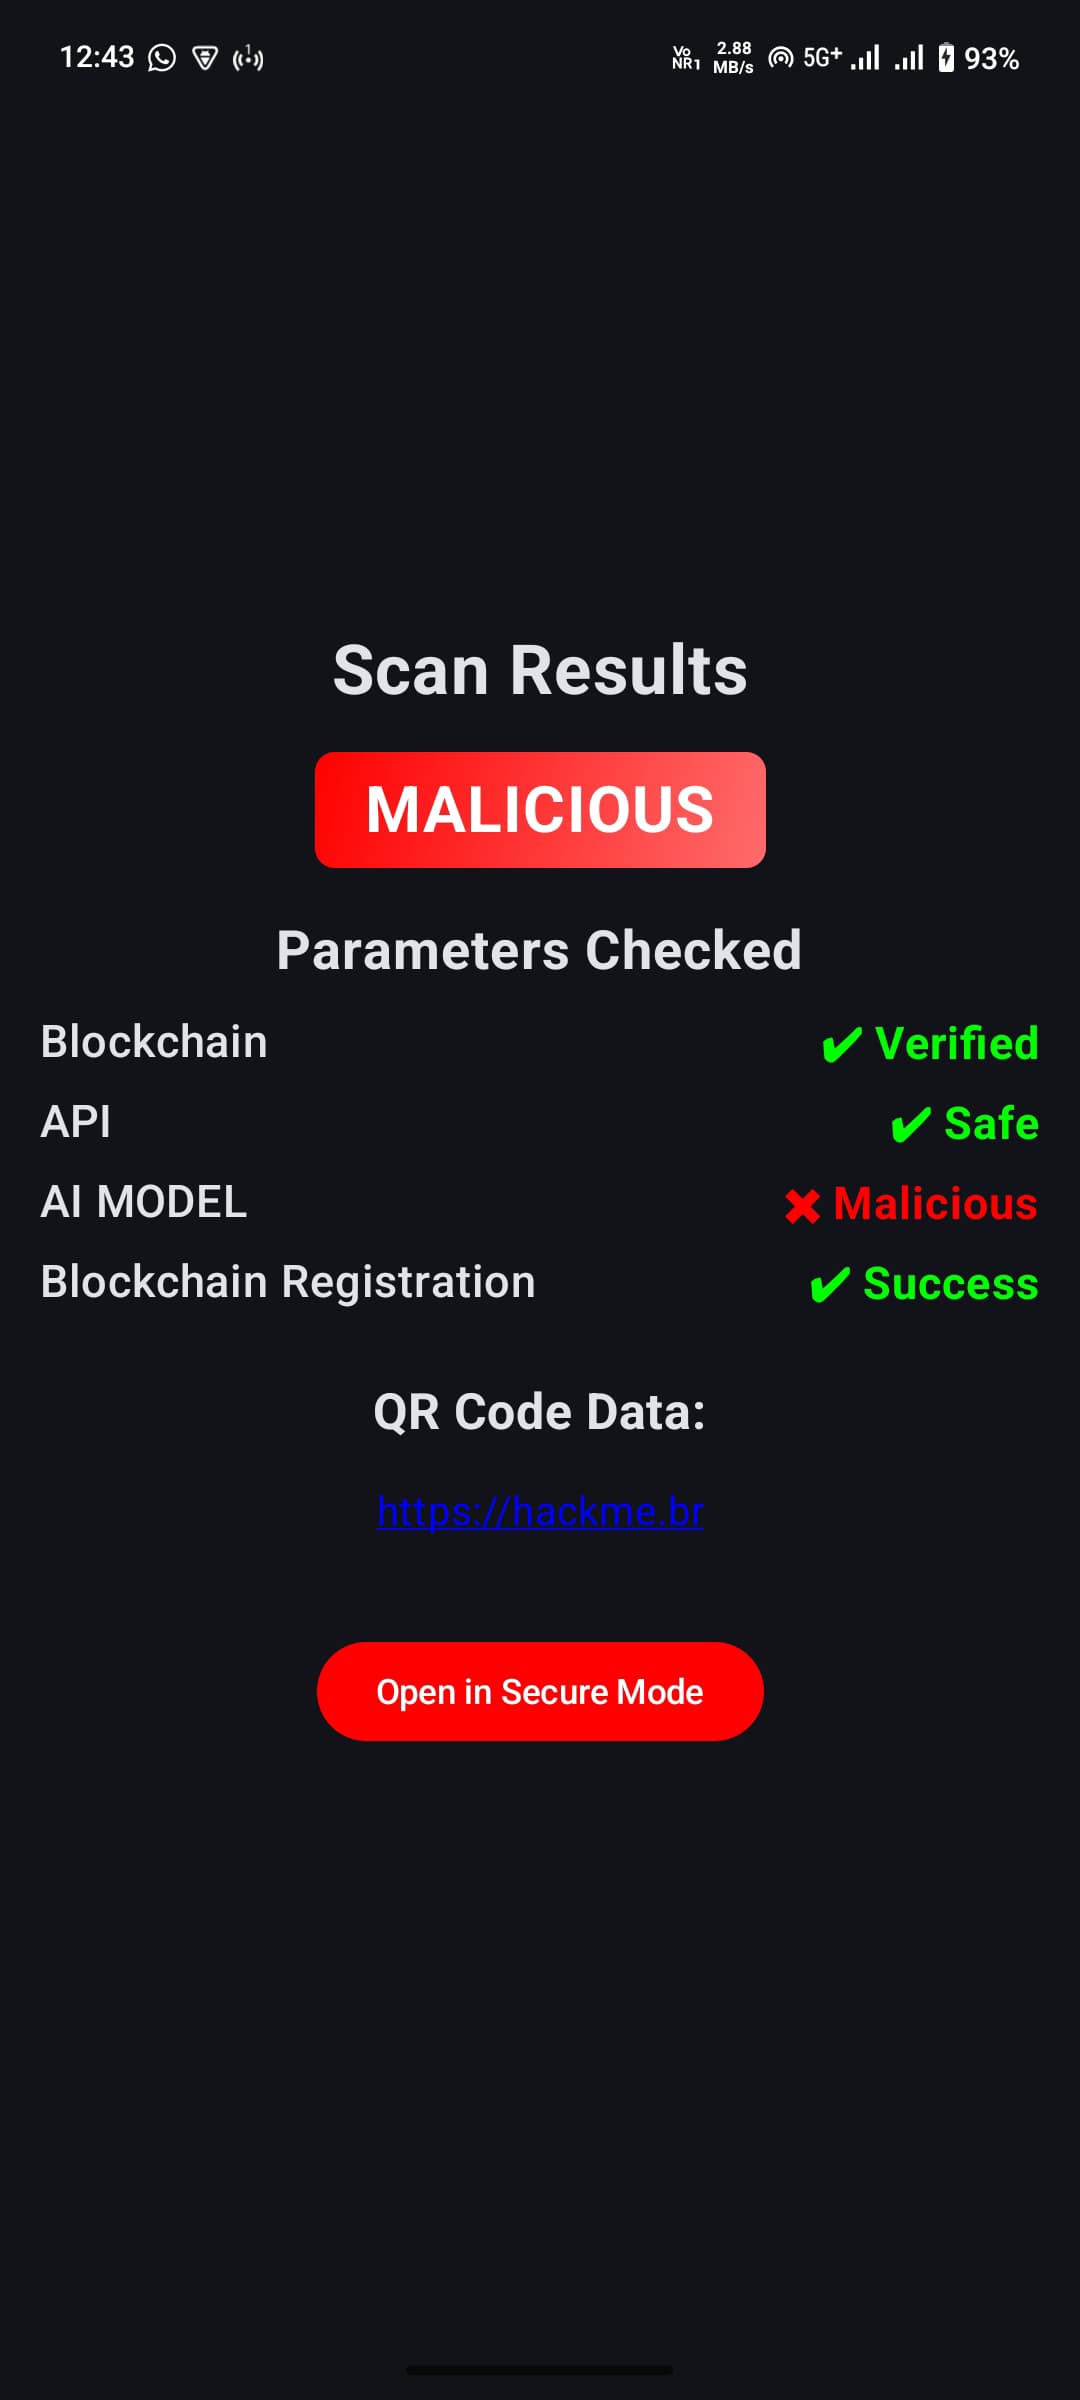 12:43 Vo NR1 2.88 MB/s 5G+ 93%
Scan Results
MALICIOUS
Parameters Checked
Blockchain ✔ Verified
API ✔ Safe
AI MODEL ✖ Malicious
Blockchain Registration ✔ Success
QR Code Data:
https://hackme.br
Open in Secure Mode